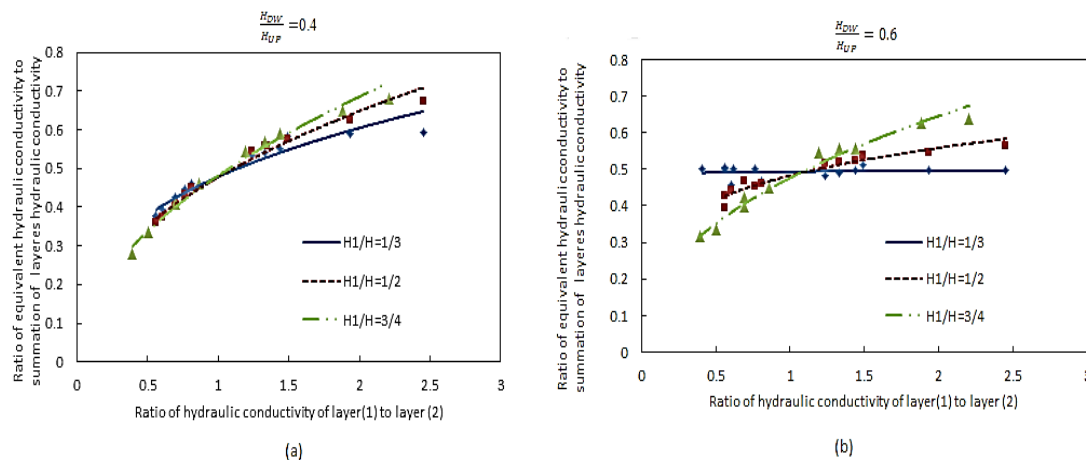 H_DW/H_UP = 0.4
Ratio of equivalent hydraulic conductivity to
summation of layeres hydraulic conductivity
0.8
0.7
0.6
0.5
0.4
0.3
0.2
0.1
0
0
0.5
1
1.5
2
2.5
3
H1/H=1/3
H1/H=1/2
H1/H=3/4
Ratio of hydraulic conductivity of layer(1) to layer (2)
(a)
H_DW/H_UP = 0.6
Ratio of equivalent hydraulic conductivity to
summation of layeres hydraulic conductivity
0.8
0.7
0.6
0.5
0.4
0.3
0.2
0.1
0
0
0.5
1
1.5
2
2.5
3
H1/H=1/3
H1/H=1/2
H1/H=3/4
Ratio of hydraulic conductivity of layer(1) to layer (2)
(b)